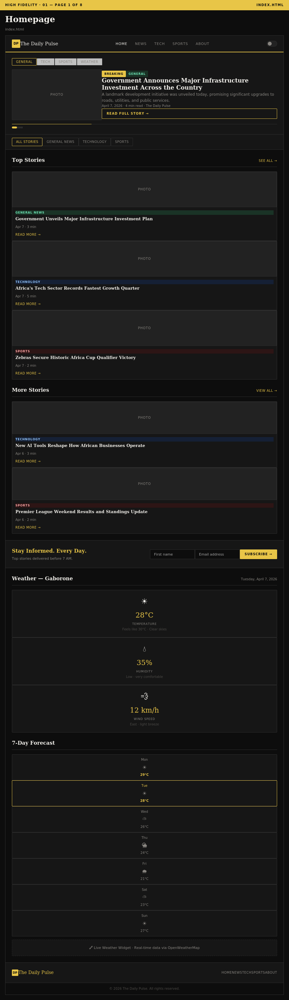 HIGH FIDELITY · 01 — PAGE 1 OF 8
INDEX.HTML
Homepage
index.html
DP The Daily Pulse
HOME NEWS TECH SPORTS ABOUT
GENERAL TECH SPORTS WEATHER
PHOTO
BREAKING GENERAL
Government Announces Major Infrastructure
Investment Across the Country
A landmark development initiative was unveiled today, promising significant upgrades to
roads, utilities, and public services.
April 7, 2026 · 4 min read · The Daily Pulse
READ FULL STORY →
ALL STORIES GENERAL NEWS TECHNOLOGY SPORTS
Top Stories
SEE ALL →
PHOTO
GENERAL NEWS
Government Unveils Major Infrastructure Investment Plan
Apr 7 · 3 min
READ MORE →
PHOTO
TECHNOLOGY
Africa's Tech Sector Records Fastest Growth Quarter
Apr 7 · 5 min
READ MORE →
PHOTO
SPORTS
Zebras Secure Historic Africa Cup Qualifier Victory
Apr 7 · 2 min
READ MORE →
More Stories
VIEW ALL →
PHOTO
TECHNOLOGY
New AI Tools Reshape How African Businesses Operate
Apr 6 · 3 min
READ MORE →
PHOTO
SPORTS
Premier League Weekend Results and Standings Update
Apr 6 · 2 min
READ MORE →
Stay Informed. Every Day.
Top stories delivered before 7 AM.
First name
Email address
SUBSCRIBE →
Weather — Gaborone
Tuesday, April 7, 2026
28°C
TEMPERATURE
Feels like 30°C · Clear skies
35%
HUMIDITY
Low · very comfortable
12 km/h
WIND SPEED
East · light breeze
7-Day Forecast
Mon
29°C
Tue
28°C
Wed
26°C
Thu
24°C
Fri
21°C
Sat
23°C
Sun
27°C
Live Weather Widget · Real-time data via OpenWeatherMap
DP The Daily Pulse
HOMENEWSTECHSPORTSABOUT
© 2026 The Daily Pulse. All rights reserved.